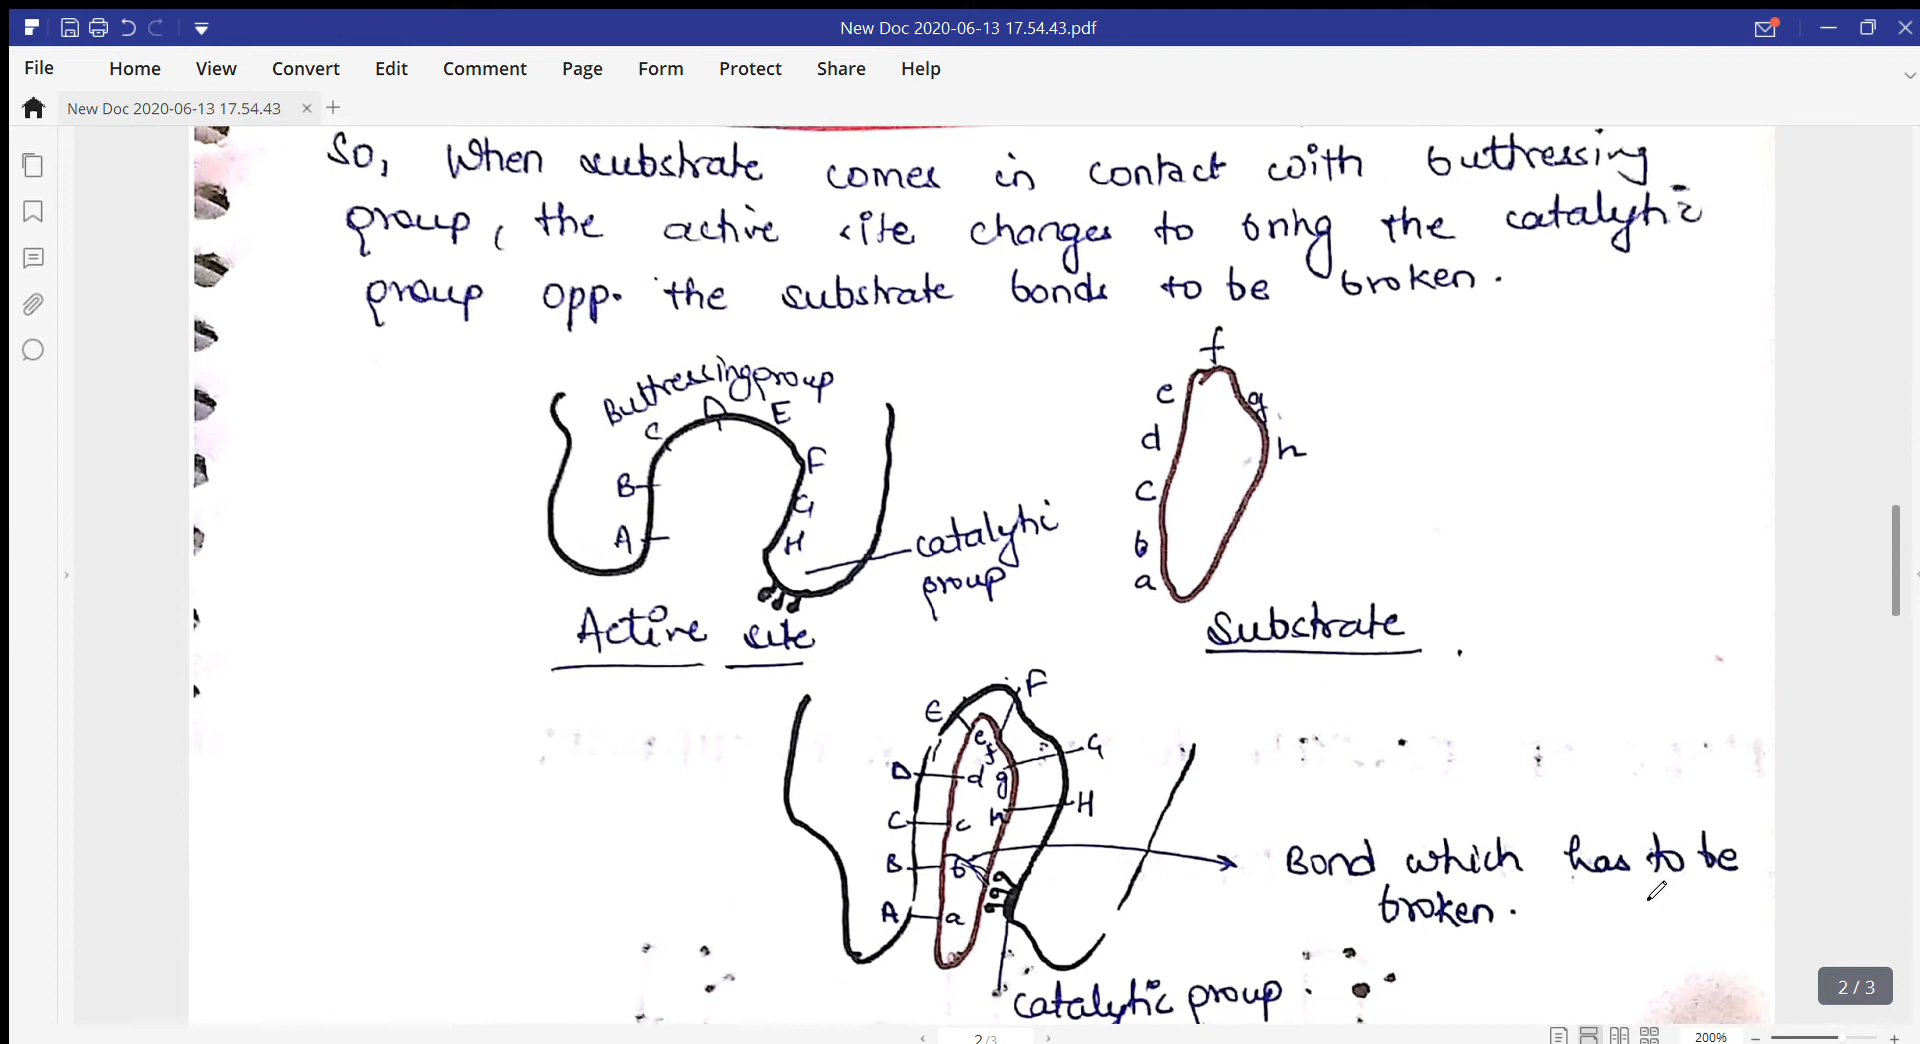 New Doc 2020-06-13 17.54.43.pdf
File Home View Convert Edit Comment Page Form Protect Share Help
New Doc 2020-06-13 17.54.43
So, when substrate comes in contact with buttressing
group, the active site changes to bring the catalytic
group opp. the substrate bonds to be broken.
Buttressing group
A B C D E F G H
catalytic
group
Active site
f
e g
d h
c
b
a
Substrate.
E F
e
f
D d g G
C c h H
B b
A a
Bond which has to be
broken.
catalytic group.
2 / 3
2 /3
200%